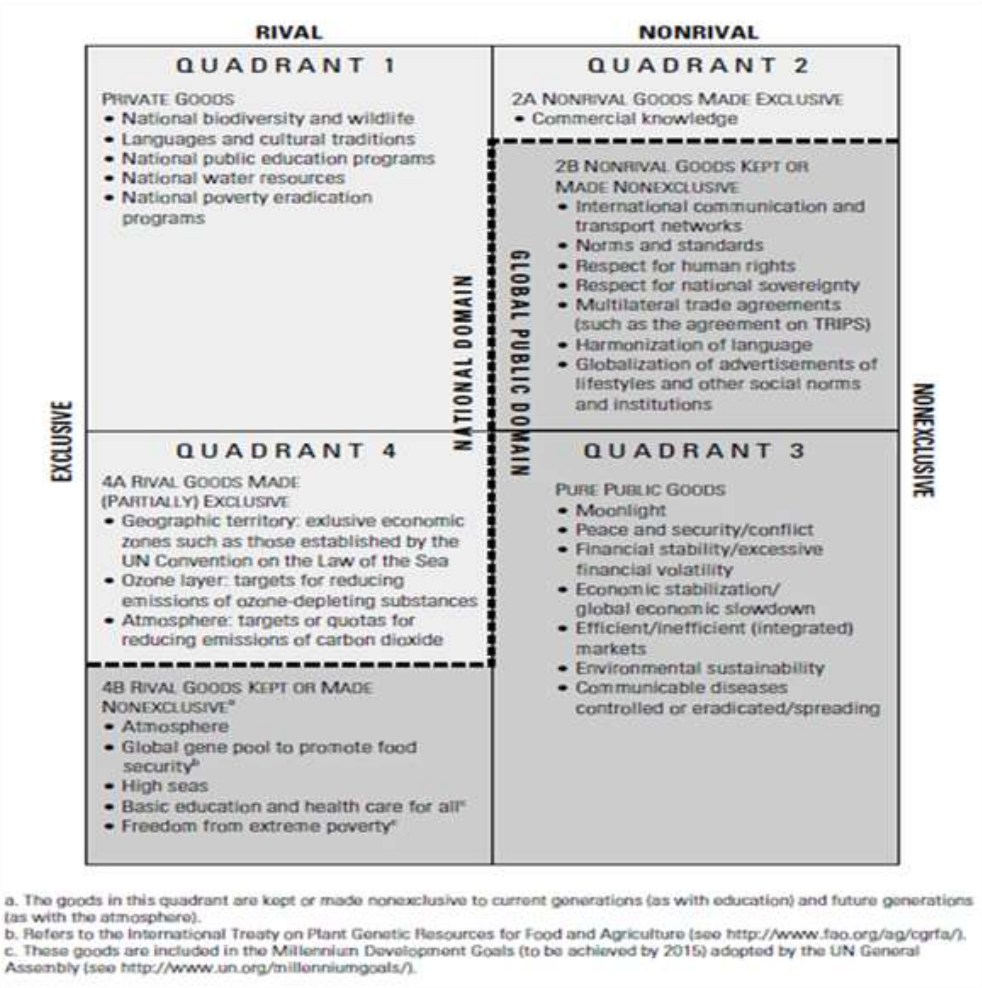 RIVAL
NONRIVAL
QUADRANT 1
PRIVATE GOODS
• National biodiversity and wildlife
• Languages and cultural traditions
• National public education programs
• National water resources
• National poverty eradication
programs
QUADRANT 2
2A NONRIVAL GOODS MADE EXCLUSIVE
• Commercial knowledge
2B NONRIVAL GOODS KEPT OR
MADE NONEXCLUSIVE
• International communication and
transport networks
• Norms and standards
• Respect for human rights
• Respect for national sovereignty
• Multilateral trade agreements
(such as the agreement on TRIPS)
• Harmonization of language
• Globalization of advertisements of
lifestyles and other social norms
and institutions
NATIONAL DOMAIN
GLOBAL PUBLIC DOMAIN
EXCLUSIVE
NONEXCLUSIVE
QUADRANT 4
4A RIVAL GOODS MADE
(PARTIALLY) EXCLUSIVE
• Geographic territory: exlusive economic
zones such as those established by the
UN Convention on the Law of the Sea
• Ozone layer: targets for reducing
emissions of ozone-depleting substances
• Atmosphere: targets or quotas for
reducing emissions of carbon dioxide
4B RIVAL GOODS KEPT OR MADE
NONEXCLUSIVEᵃ
• Atmosphere
• Global gene pool to promote food
securityᵇ
• High seas
• Basic education and health care for allᶜ
• Freedom from extreme povertyᶜ
QUADRANT 3
PURE PUBLIC GOODS
• Moonlight
• Peace and security/conflict
• Financial stability/excessive
financial volatility
• Economic stabilization/
global economic slowdown
• Efficient/inefficient (integrated)
markets
• Environmental sustainability
• Communicable diseases
controlled or eradicated/spreading
a. The goods in this quadrant are kept or made nonexclusive to current generations (as with education) and future generations
(as with the atmosphere).
b. Refers to the International Treaty on Plant Genetic Resources for Food and Agriculture (see http://www.fao.org/ag/cgrfa/).
c. These goods are included in the Millennium Development Goals (to be achieved by 2015) adopted by the UN General
Assembly (see http://www.un.org/millenniumgoals/).